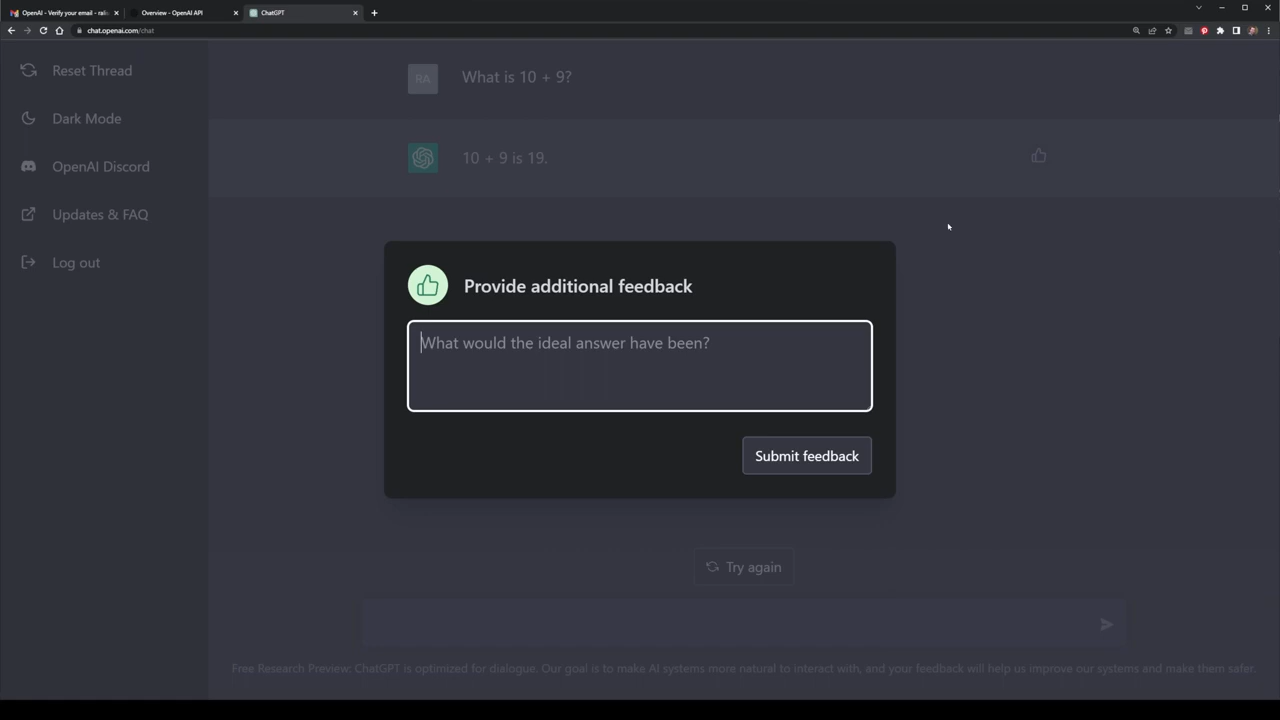 OpenAI - Verify your email - rale
Overview - OpenAI API
ChatGPT
chat.openai.com/chat
Reset Thread
Dark Mode
OpenAI Discord
Updates & FAQ
Log out
RA
What is 10 + 9?
10 + 9 is 19.
Provide additional feedback
What would the ideal answer have been?
Submit feedback
Try again
Free Research Preview: ChatGPT is optimized for dialogue. Our goal is to make AI systems more natural to interact with, and your feedback will help us improve our systems and make them safer.